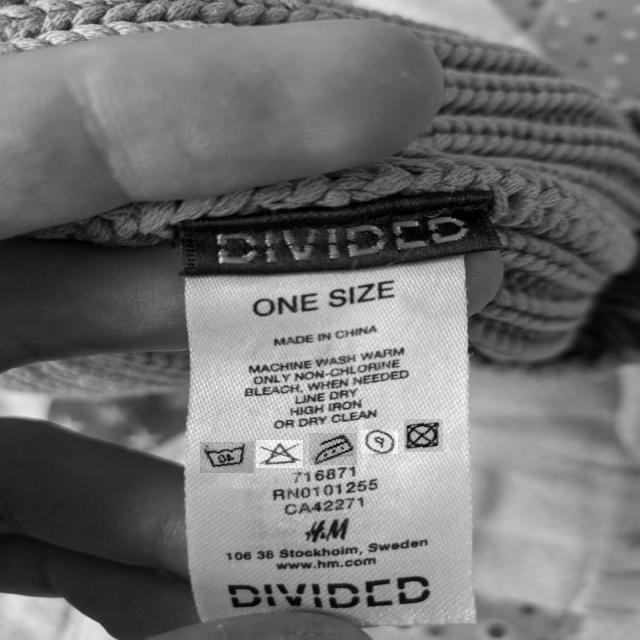 DIVIDED
ONE SIZE
MADE IN CHINA
MACHINE WASH WARM
ONLY NON-CHLORINE
BLEACH, WHEN NEEDED
LINE DRY
HIGH IRON
OR DRY CLEAN
716871
RN0101255
CA42271
H&M
106 38 Stockholm, Sweden
www.hm.com
DIVIDED